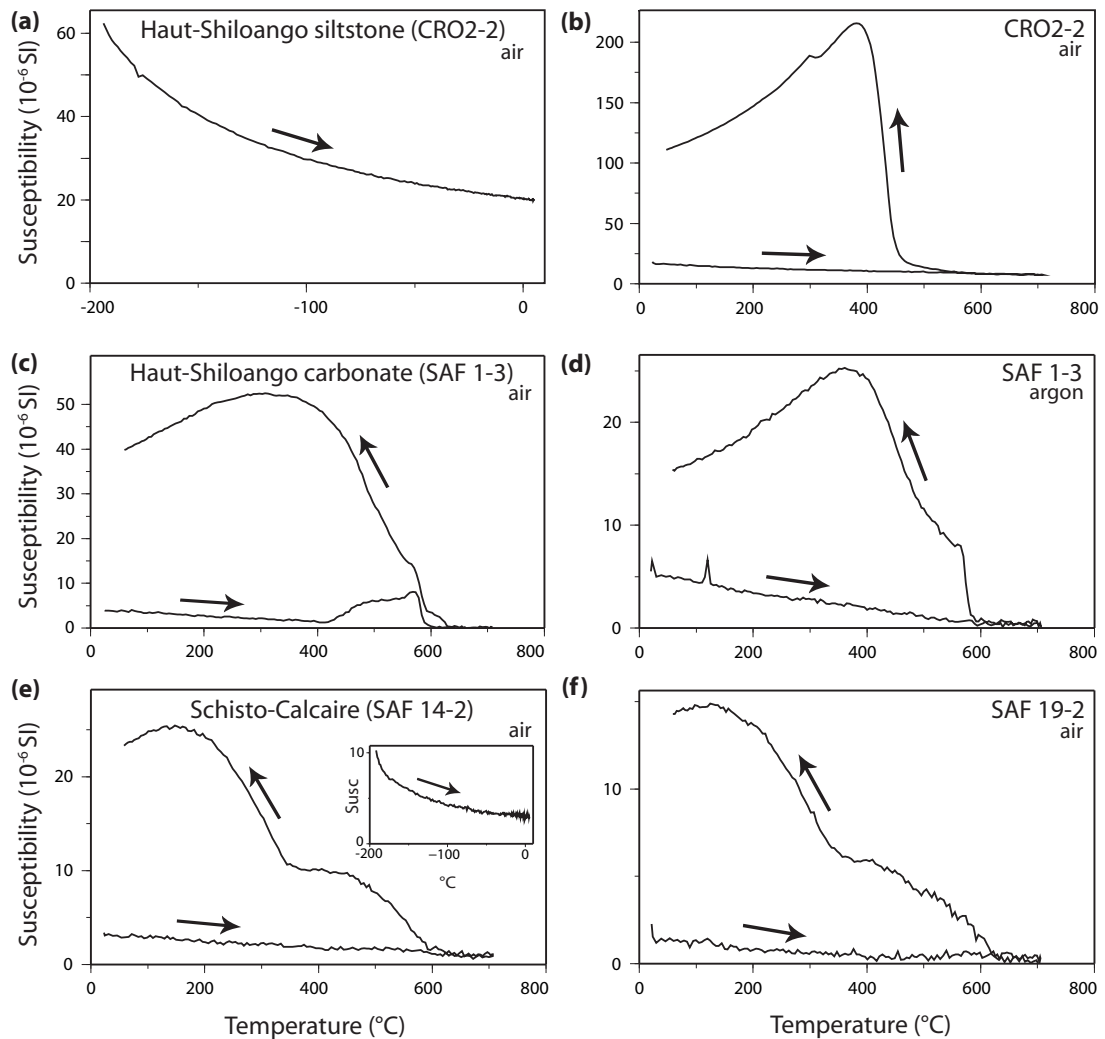 (a)
Haut-Shiloango siltstone (CRO2-2)
air
Susceptibility (10-6 SI)
60
40
20
0
-200
-100
0
(b)
CRO2-2
air
200
150
100
50
0
0
200
400
600
800
(c)
Haut-Shiloango carbonate (SAF 1-3)
air
Susceptibility (10-6 SI)
50
40
30
20
10
0
0
200
400
600
800
(d)
SAF 1-3
argon
20
10
0
0
200
400
600
800
(e)
Schisto-Calcaire (SAF 14-2)
air
Susceptibility (10-6 SI)
20
10
0
0
200
400
600
800
Temperature (°C)
10
0
Susc
-200
-100
0
°C
(f)
SAF 19-2
air
10
0
0
200
400
600
800
Temperature (°C)